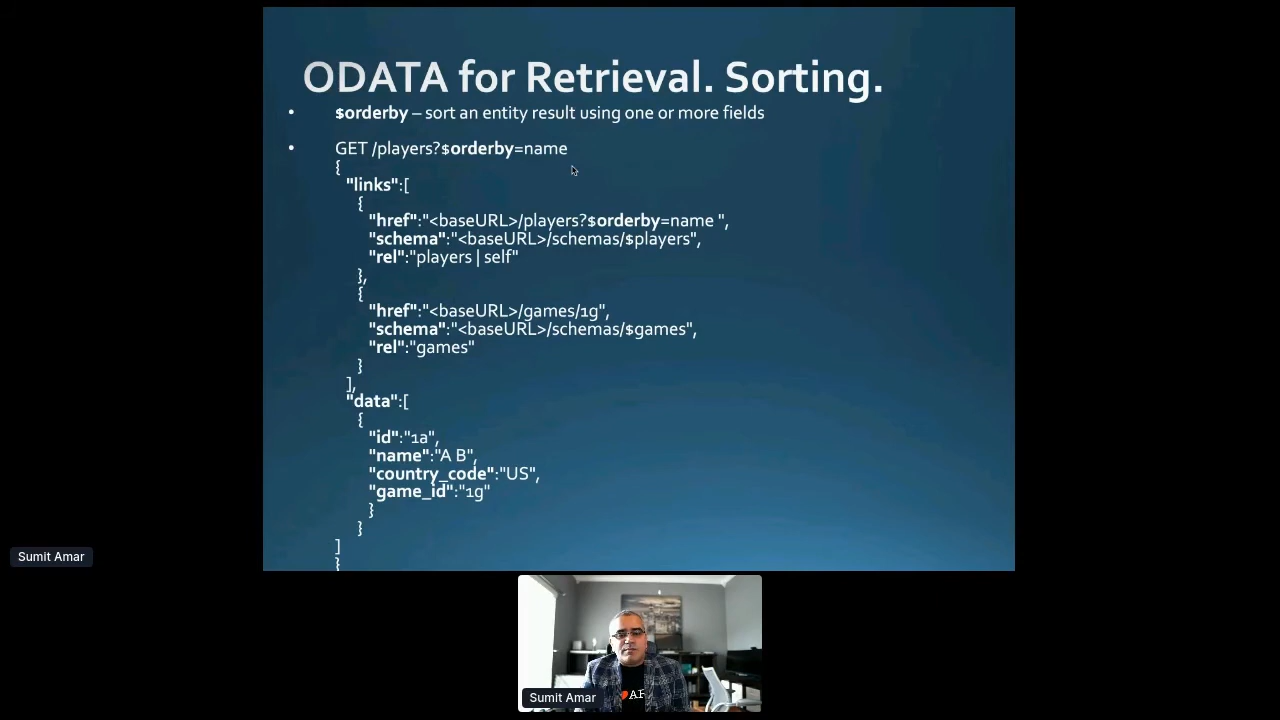 ODATA for Retrieval. Sorting.
• $orderby – sort an entity result using one or more fields
• GET /players?$orderby=name
{
"links":[
{
"href":"<baseURL>/players?$orderby=name ",
"schema":"<baseURL>/schemas/$players",
"rel":"players | self"
},
{
"href":"<baseURL>/games/1g",
"schema":"<baseURL>/schemas/$games",
"rel":"games"
}
],
"data":[
{
"id":"1a",
"name":"A B",
"country_code":"US",
"game_id":"1g"
}
}
]
}
Sumit Amar
Sumit Amar